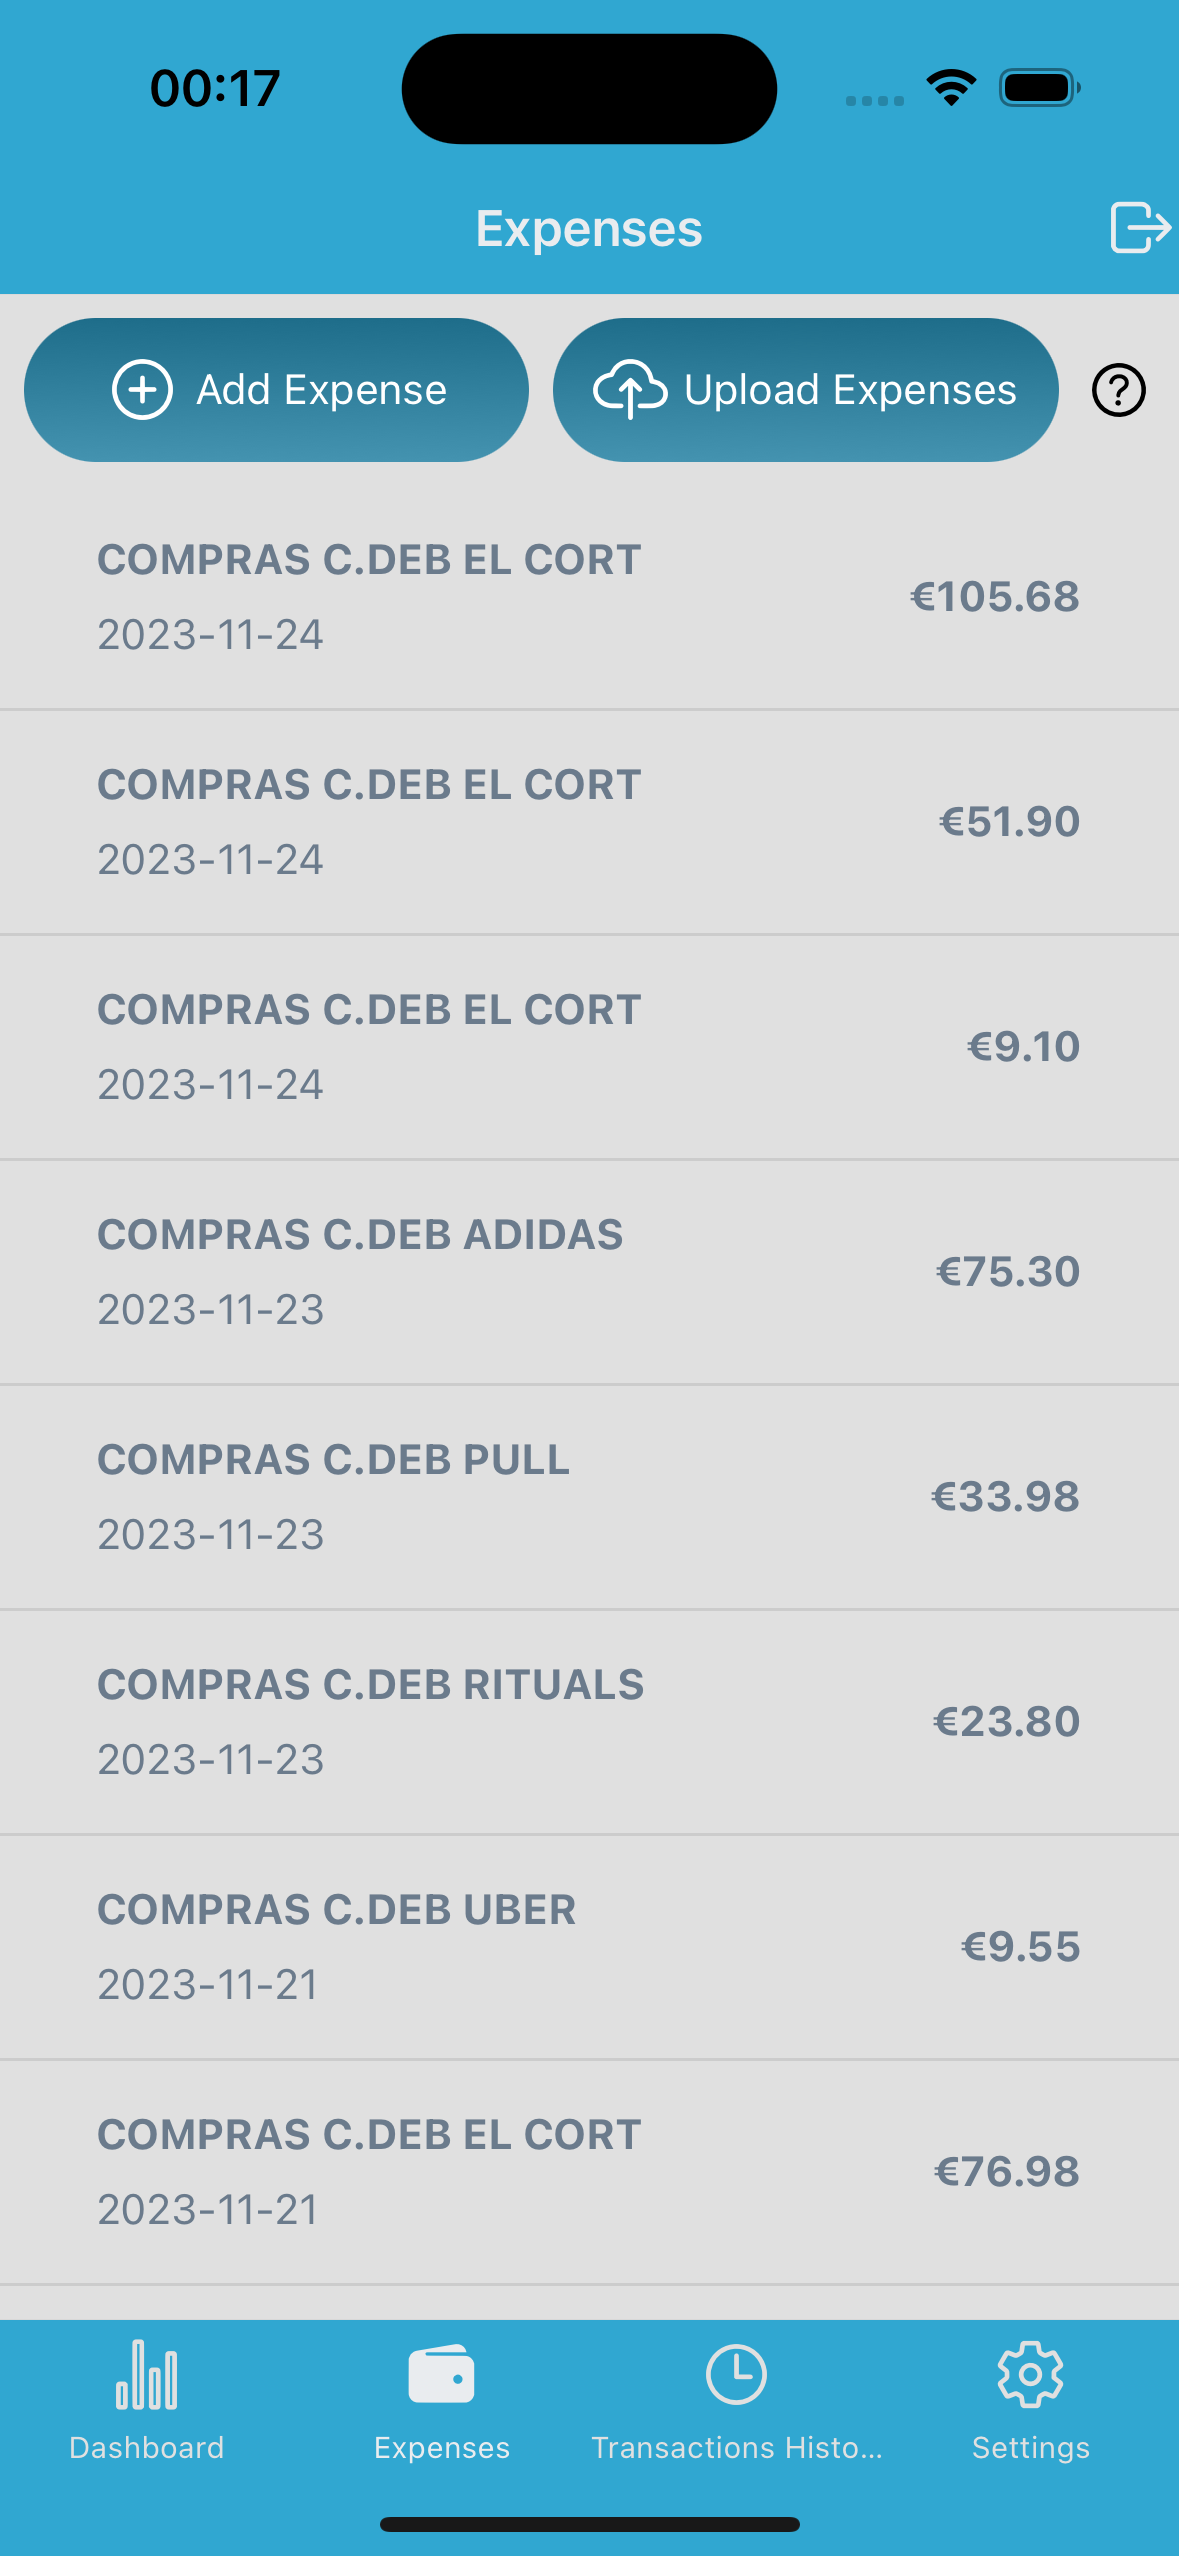 00:17
Expenses
Add Expense
Upload Expenses
COMPRAS C.DEB EL CORT
€105.68
2023-11-24
COMPRAS C.DEB EL CORT
€51.90
2023-11-24
COMPRAS C.DEB EL CORT
€9.10
2023-11-24
COMPRAS C.DEB ADIDAS
€75.30
2023-11-23
COMPRAS C.DEB PULL
€33.98
2023-11-23
COMPRAS C.DEB RITUALS
€23.80
2023-11-23
COMPRAS C.DEB UBER
€9.55
2023-11-21
COMPRAS C.DEB EL CORT
€76.98
2023-11-21
Dashboard
Expenses
Transactions Histo...
Settings